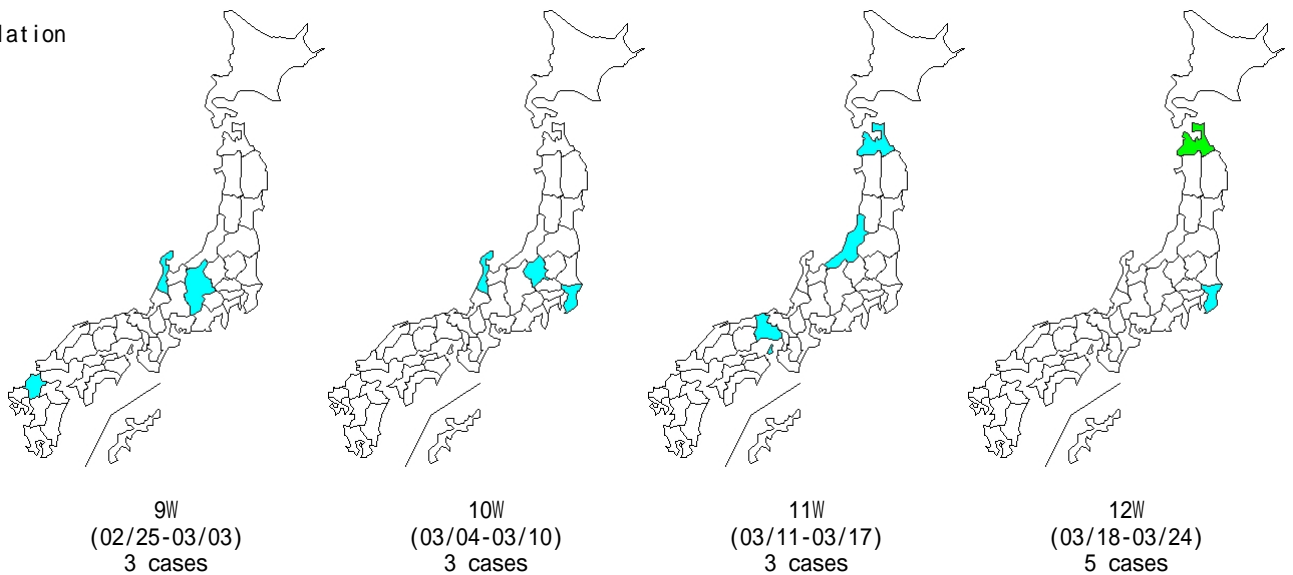 9W
(02/25-03/03)
3 cases
10W
(03/04-03/10)
3 cases
11W
(03/11-03/17)
3 cases
12W
(03/18-03/24)
5 cases